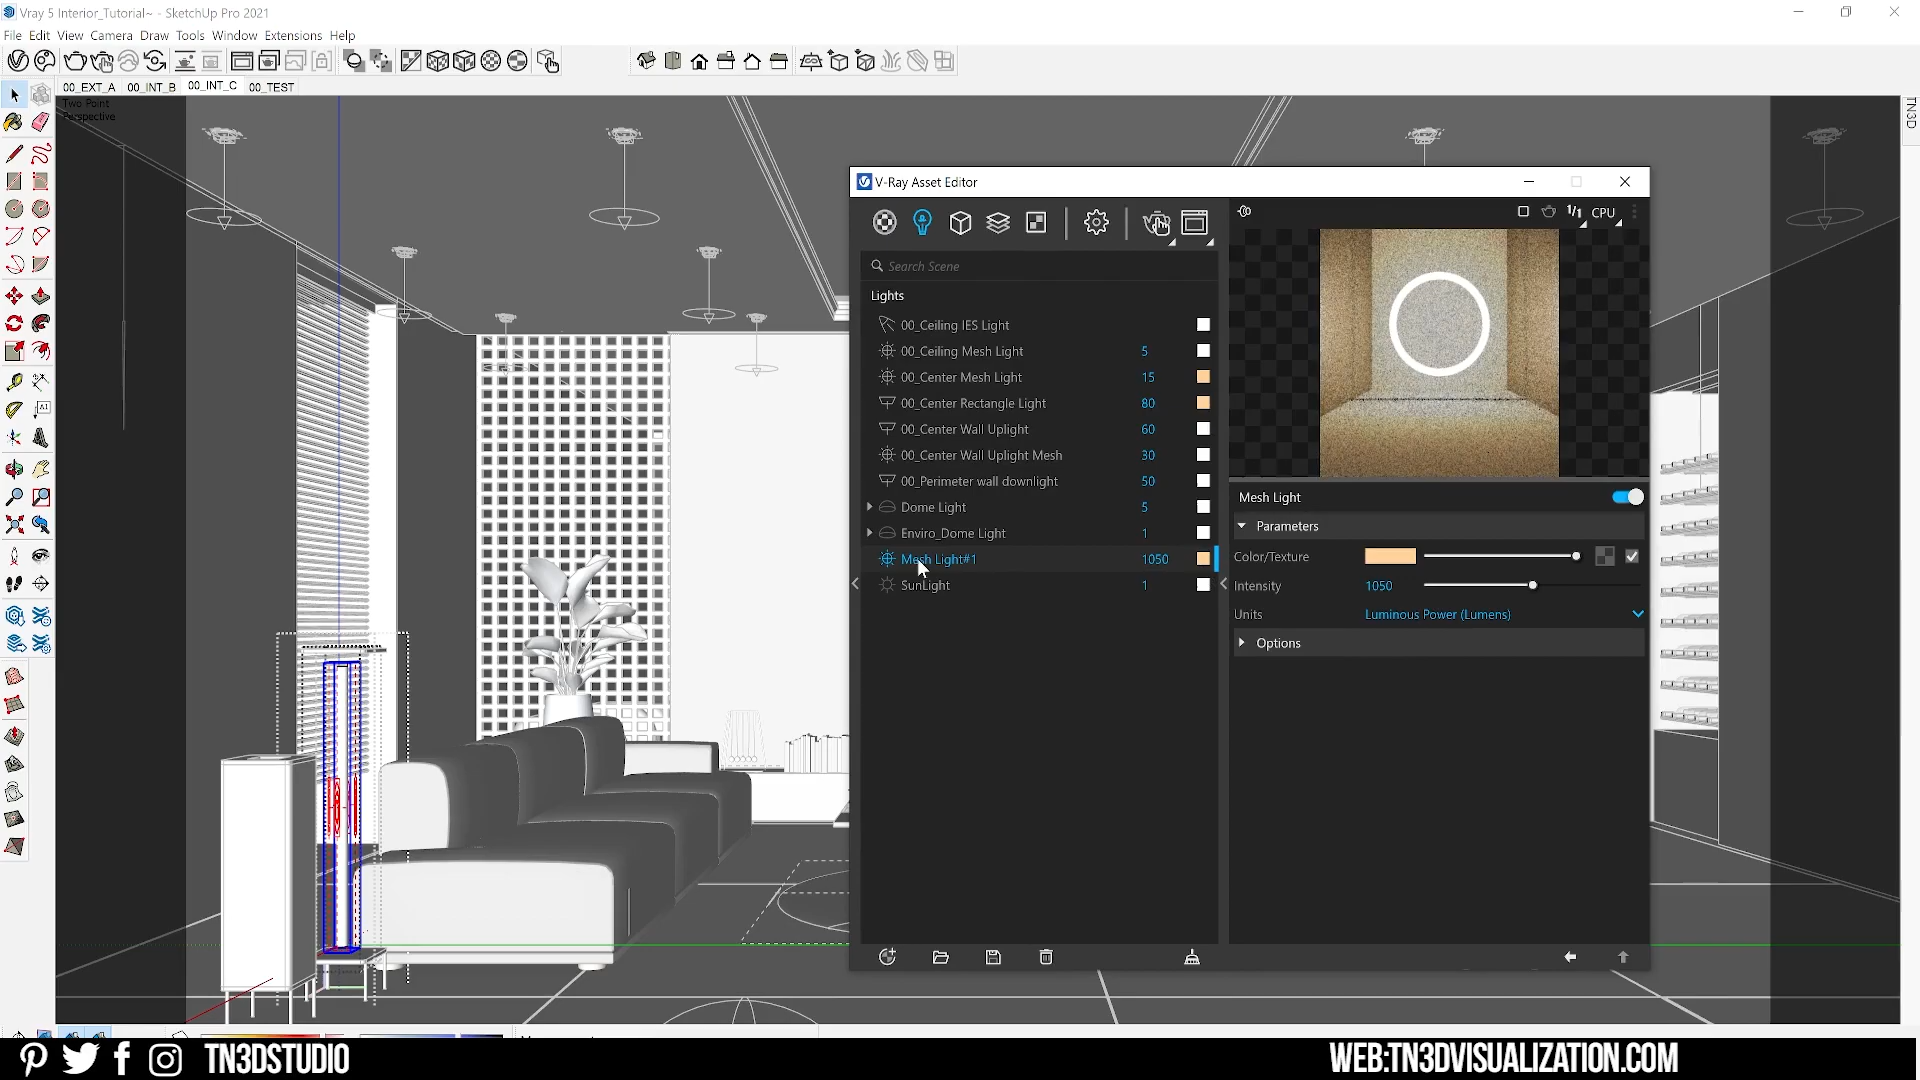 Vray 5 Interior_Tutorial~ - SketchUp Pro 2021
File Edit View Camera Draw Tools Window Extensions Help
00_EXT_A 00_INT_B 00_INT_C 00_TEST
Two Point
Perspective
TN3D
V-Ray Asset Editor
1/1 CPU
Search Scene
Lights
00_Ceiling IES Light
00_Ceiling Mesh Light 5
00_Center Mesh Light 15
00_Center Rectangle Light 80
00_Center Wall Uplight 60
00_Center Wall Uplight Mesh 30
00_Perimeter wall downlight 50
Dome Light 5
Enviro_Dome Light 1
Mesh Light#1 1050
SunLight 1
Mesh Light
Parameters
Color/Texture
Intensity 1050
Units Luminous Power (Lumens)
Options
TN3DSTUDIO
WEB:TN3DVISUALIZATION.COM